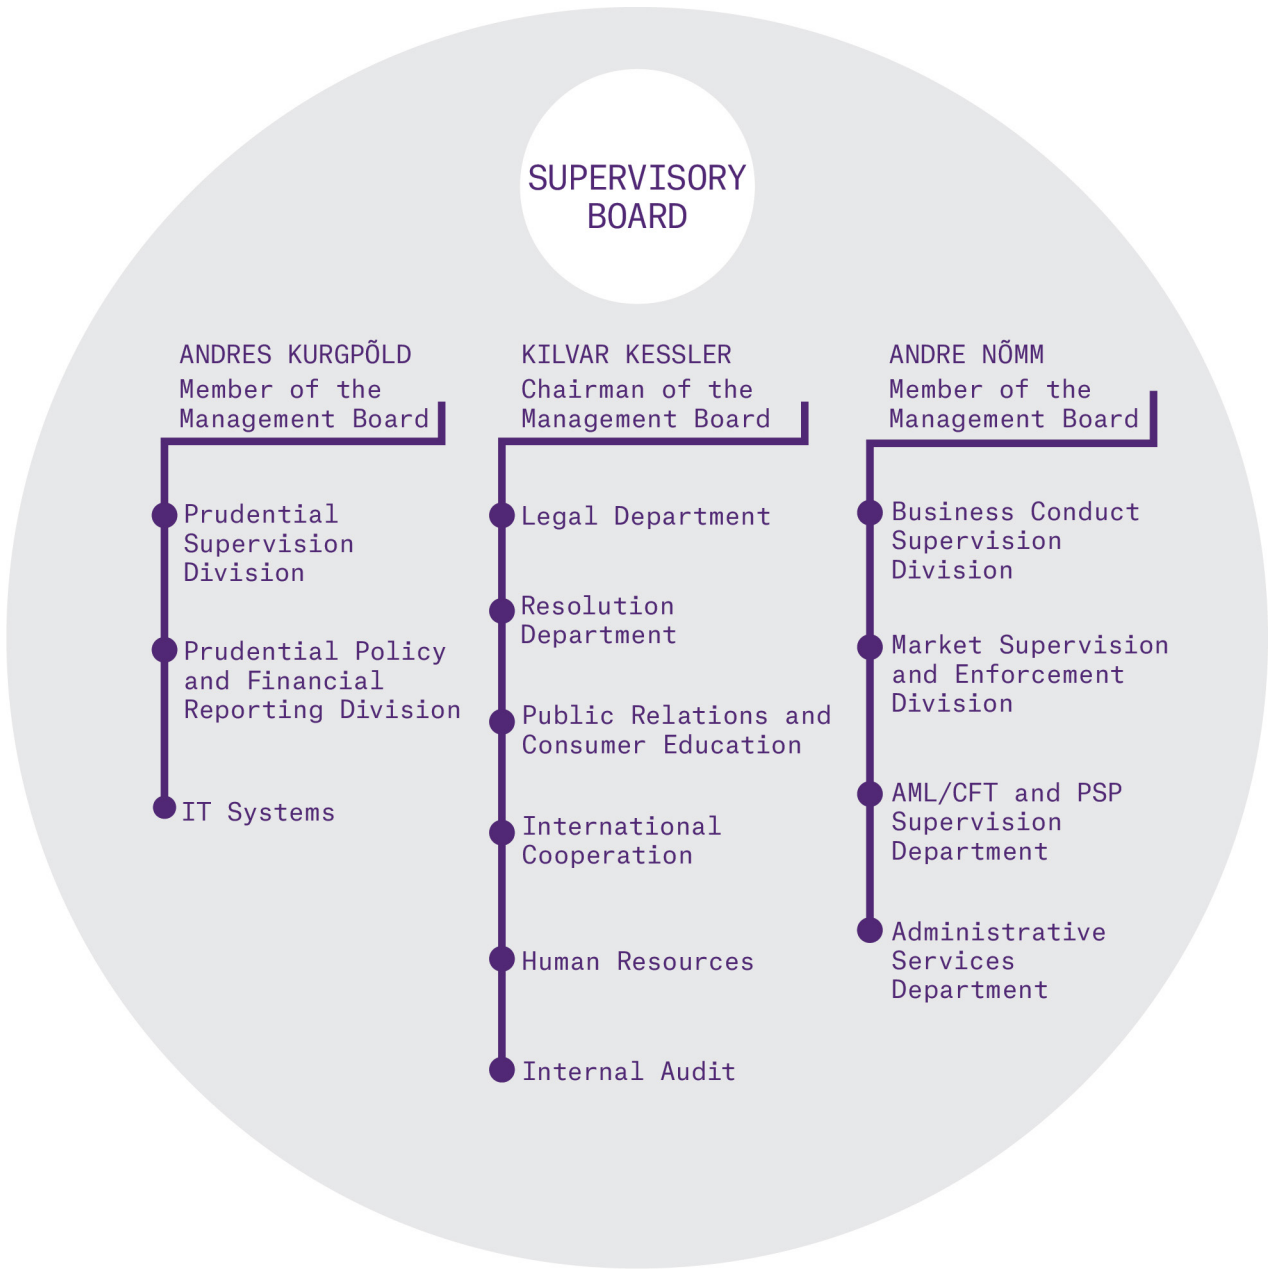 SUPERVISORY
BOARD
ANDRES KURGPÕLD
Member of the
Management Board
Prudential
Supervision
Division
Prudential Policy
and Financial
Reporting Division
IT Systems
KILVAR KESSLER
Chairman of the
Management Board
Legal Department
Resolution
Department
Public Relations and
Consumer Education
International
Cooperation
Human Resources
Internal Audit
ANDRE NÕMM
Member of the
Management Board
Business Conduct
Supervision
Division
Market Supervision
and Enforcement
Division
AML/CFT and PSP
Supervision
Department
Administrative
Services
Department